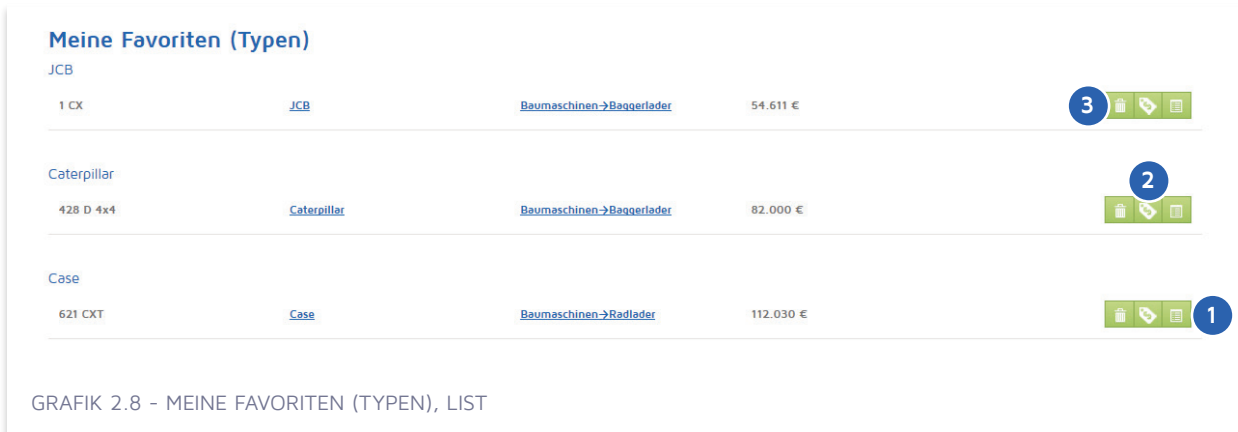 Meine Favoriten (Typen)
JCB
1 CX JCB Baumaschinen→Baggerlader 54.611 € 3
Caterpillar
2
428 D 4x4 Caterpillar Baumaschinen→Baggerlader 82.000 €
Case
621 CXT Case Baumaschinen→Radlader 112.030 € 1
GRAFIK 2.8 - MEINE FAVORITEN (TYPEN), LIST